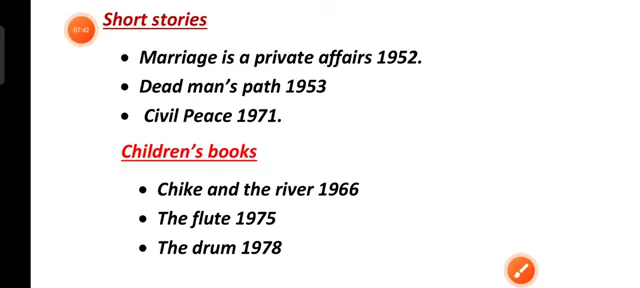 Short stories
07:42
• Marriage is a private affairs 1952.
• Dead man's path 1953
• Civil Peace 1971.
Children's books
• Chike and the river 1966
• The flute 1975
• The drum 1978